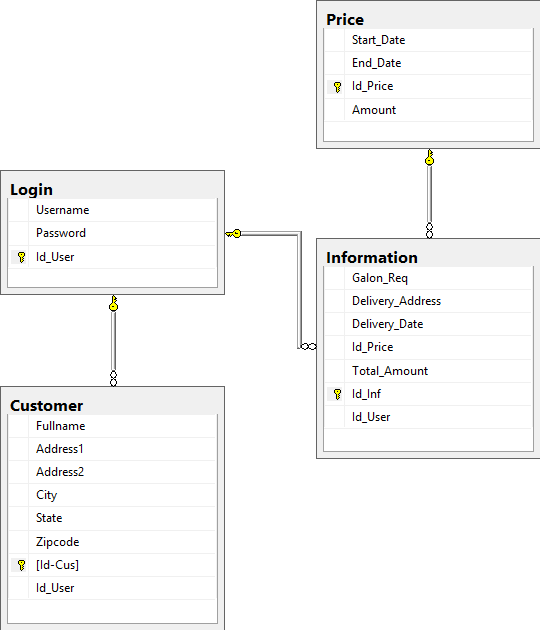 Price
Start_Date
End_Date
Id_Price
Amount
Login
Username
Password
Id_User
Information
Galon_Req
Delivery_Address
Delivery_Date
Id_Price
Total_Amount
Id_Inf
Id_User
Customer
Fullname
Address1
Address2
City
State
Zipcode
[Id-Cus]
Id_User